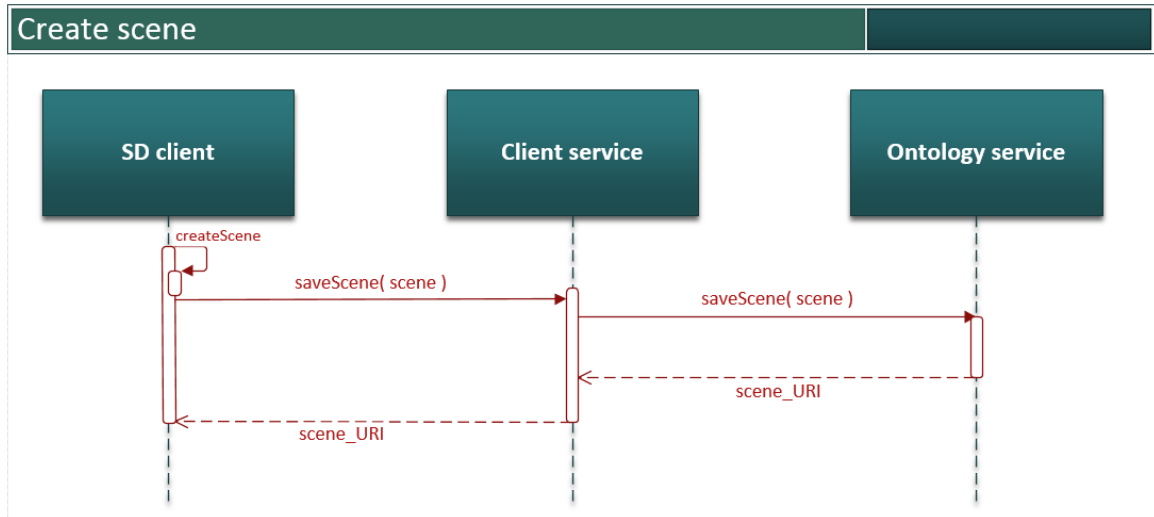 Create scene
SD client
Client service
Ontology service
createScene
saveScene( scene )
saveScene( scene )
scene_URI
scene_URI